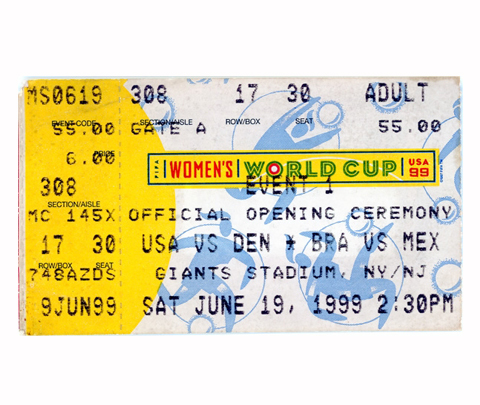 MS0619 308 17 30 ADULT
EVENT CODE SECTION/AISLE ROW/BOX SEAT
55.00 GATE A 55.00
PRICE
6.00
FIFA WOMEN'S WORLD CUP USA 99
308 EVENT 1
SECTION/AISLE
MC 145X OFFICIAL OPENING CEREMONY
17 30 USA VS DEN * BRA VS MEX
ROW/BOX SEAT
748AZDS GIANTS STADIUM, NY/NJ
9JUN99 SAT JUNE 19, 1999 2:30PM